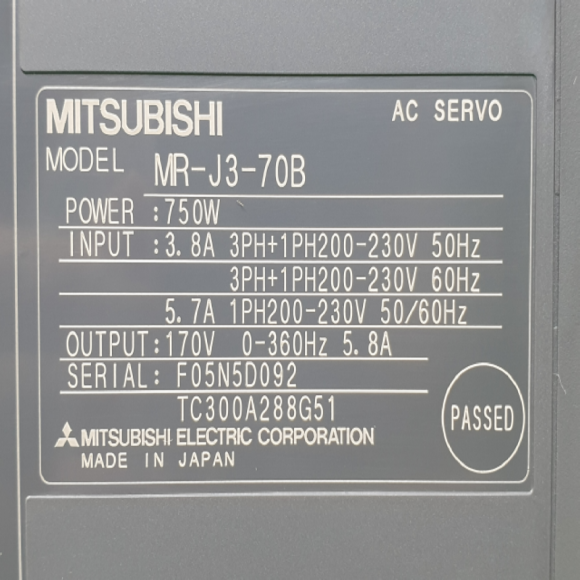 MITSUBISHI AC SERVO
MODEL MR-J3-70B
POWER :750W
INPUT :3.8A 3PH+1PH200-230V 50Hz
3PH+1PH200-230V 60Hz
5.7A 1PH200-230V 50/60Hz
OUTPUT:170V 0-360Hz 5.8A
SERIAL: F05N5D092
TC300A288G51
PASSED
MITSUBISHI ELECTRIC CORPORATION
MADE IN JAPAN